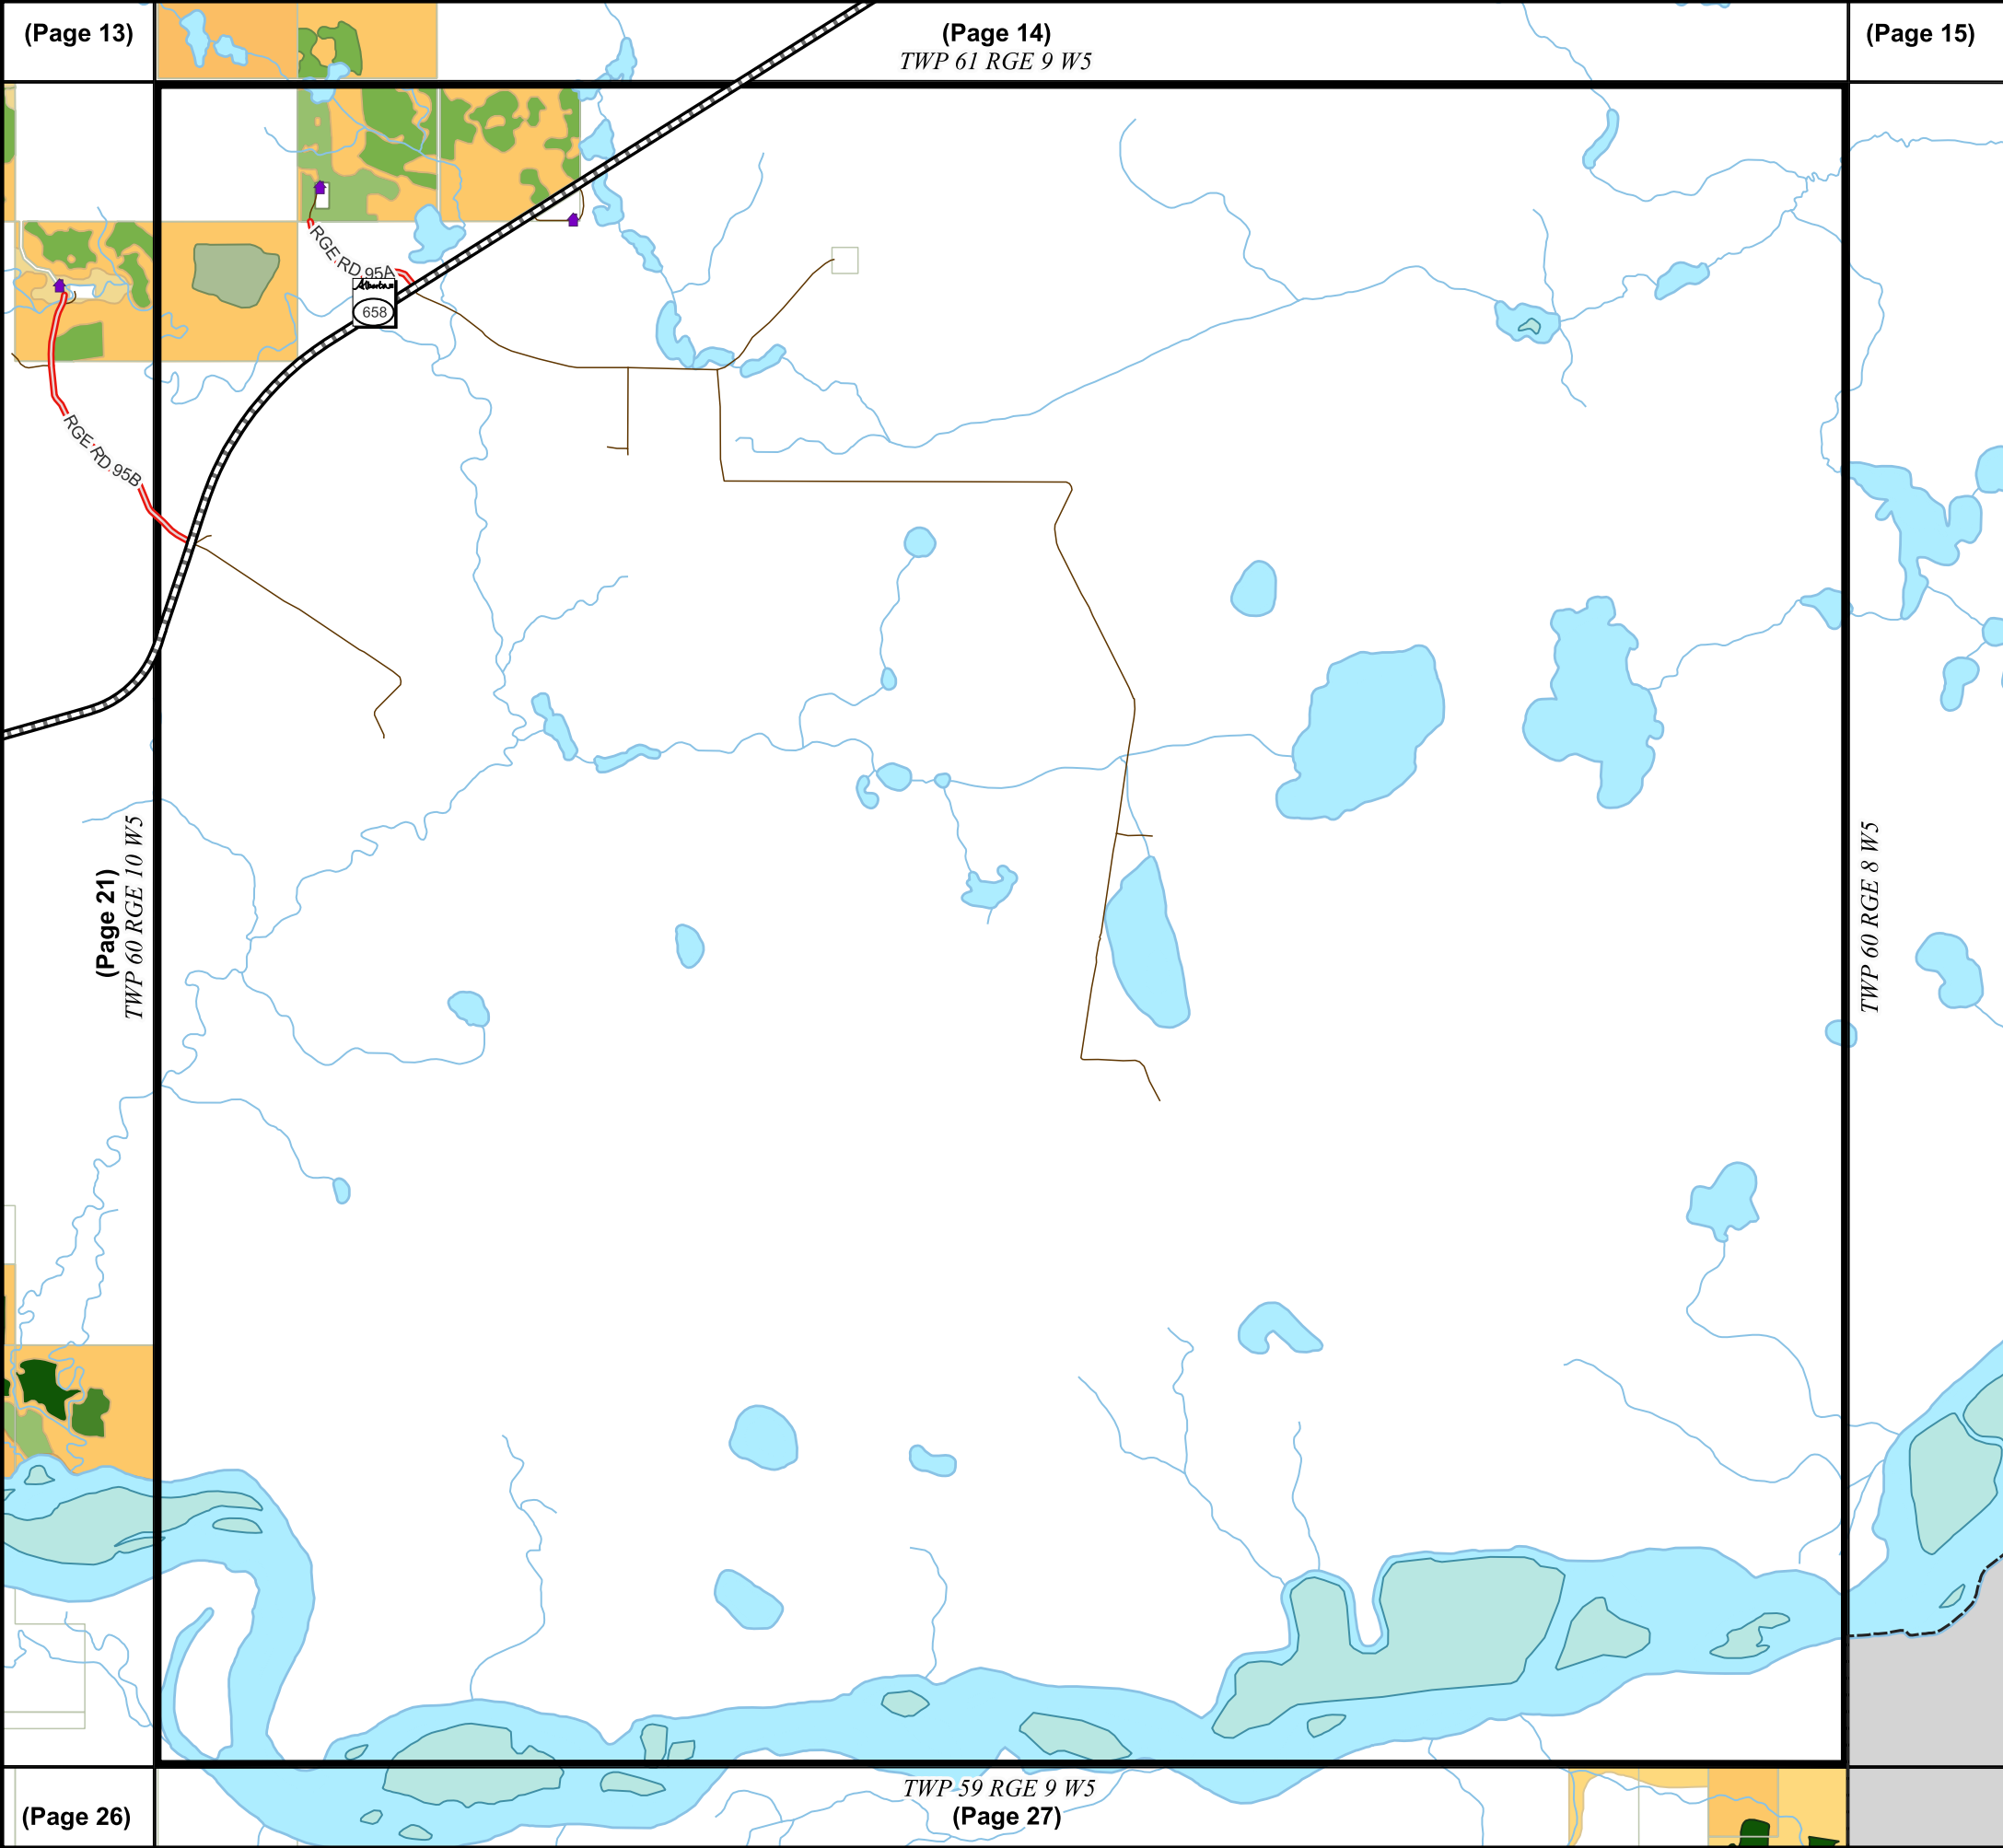 (Page 13)
(Page 14)
TWP 61 RGE 9 W5
(Page 15)
RGE RD 95A
Alberta
658
RGE RD 95B
(Page 21)
TWP 60 RGE 10 W5
TWP 60 RGE 8 W5
TWP 59 RGE 9 W5
(Page 26)
(Page 27)